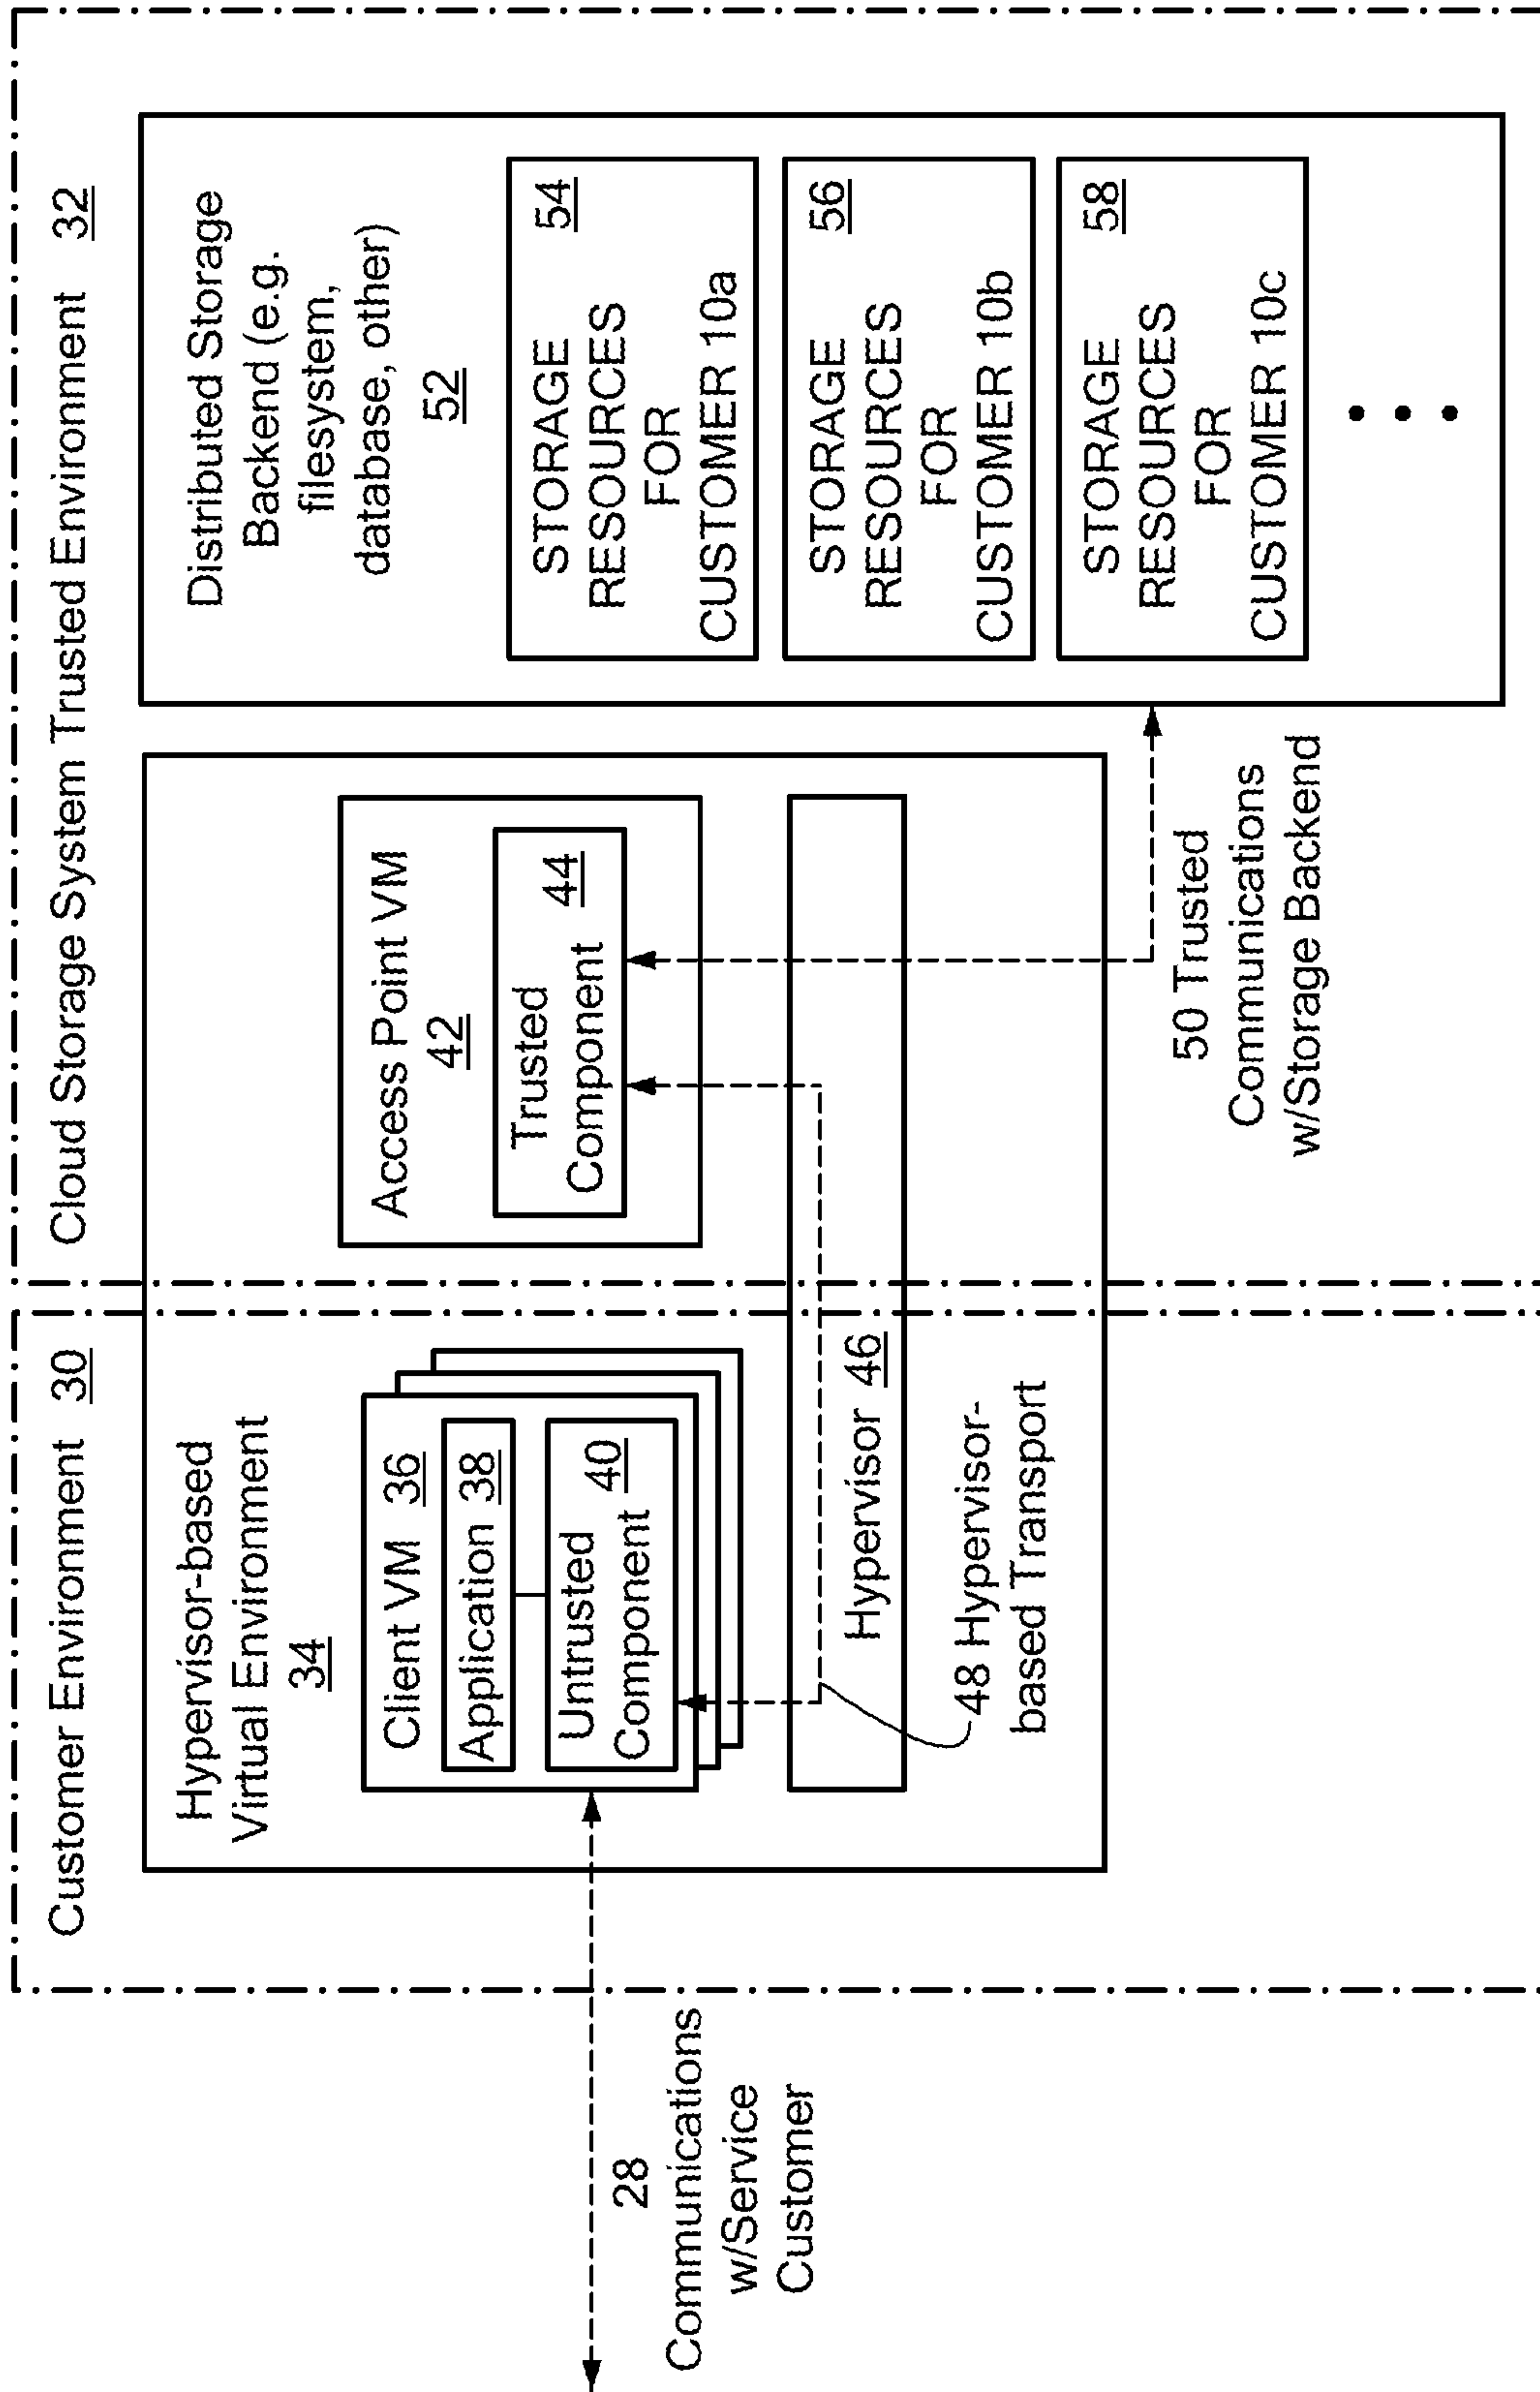 Customer Environment 30
Cloud Storage System Trusted Environment 32
Hypervisor-based
Virtual Environment
34
Client VM 36
Application 38
Untrusted
Component 40
Access Point VM
42
Trusted
Component 44
Hypervisor 46
48 Hypervisor-
based Transport
28
Communications
w/Service
Customer
50 Trusted
Communications
w/Storage Backend
Distributed Storage
Backend (e.g.
filesystem,
database, other)
52
STORAGE 54
RESOURCES
FOR
CUSTOMER 10a
STORAGE 56
RESOURCES
FOR
CUSTOMER 10b
STORAGE 58
RESOURCES
FOR
CUSTOMER 10c